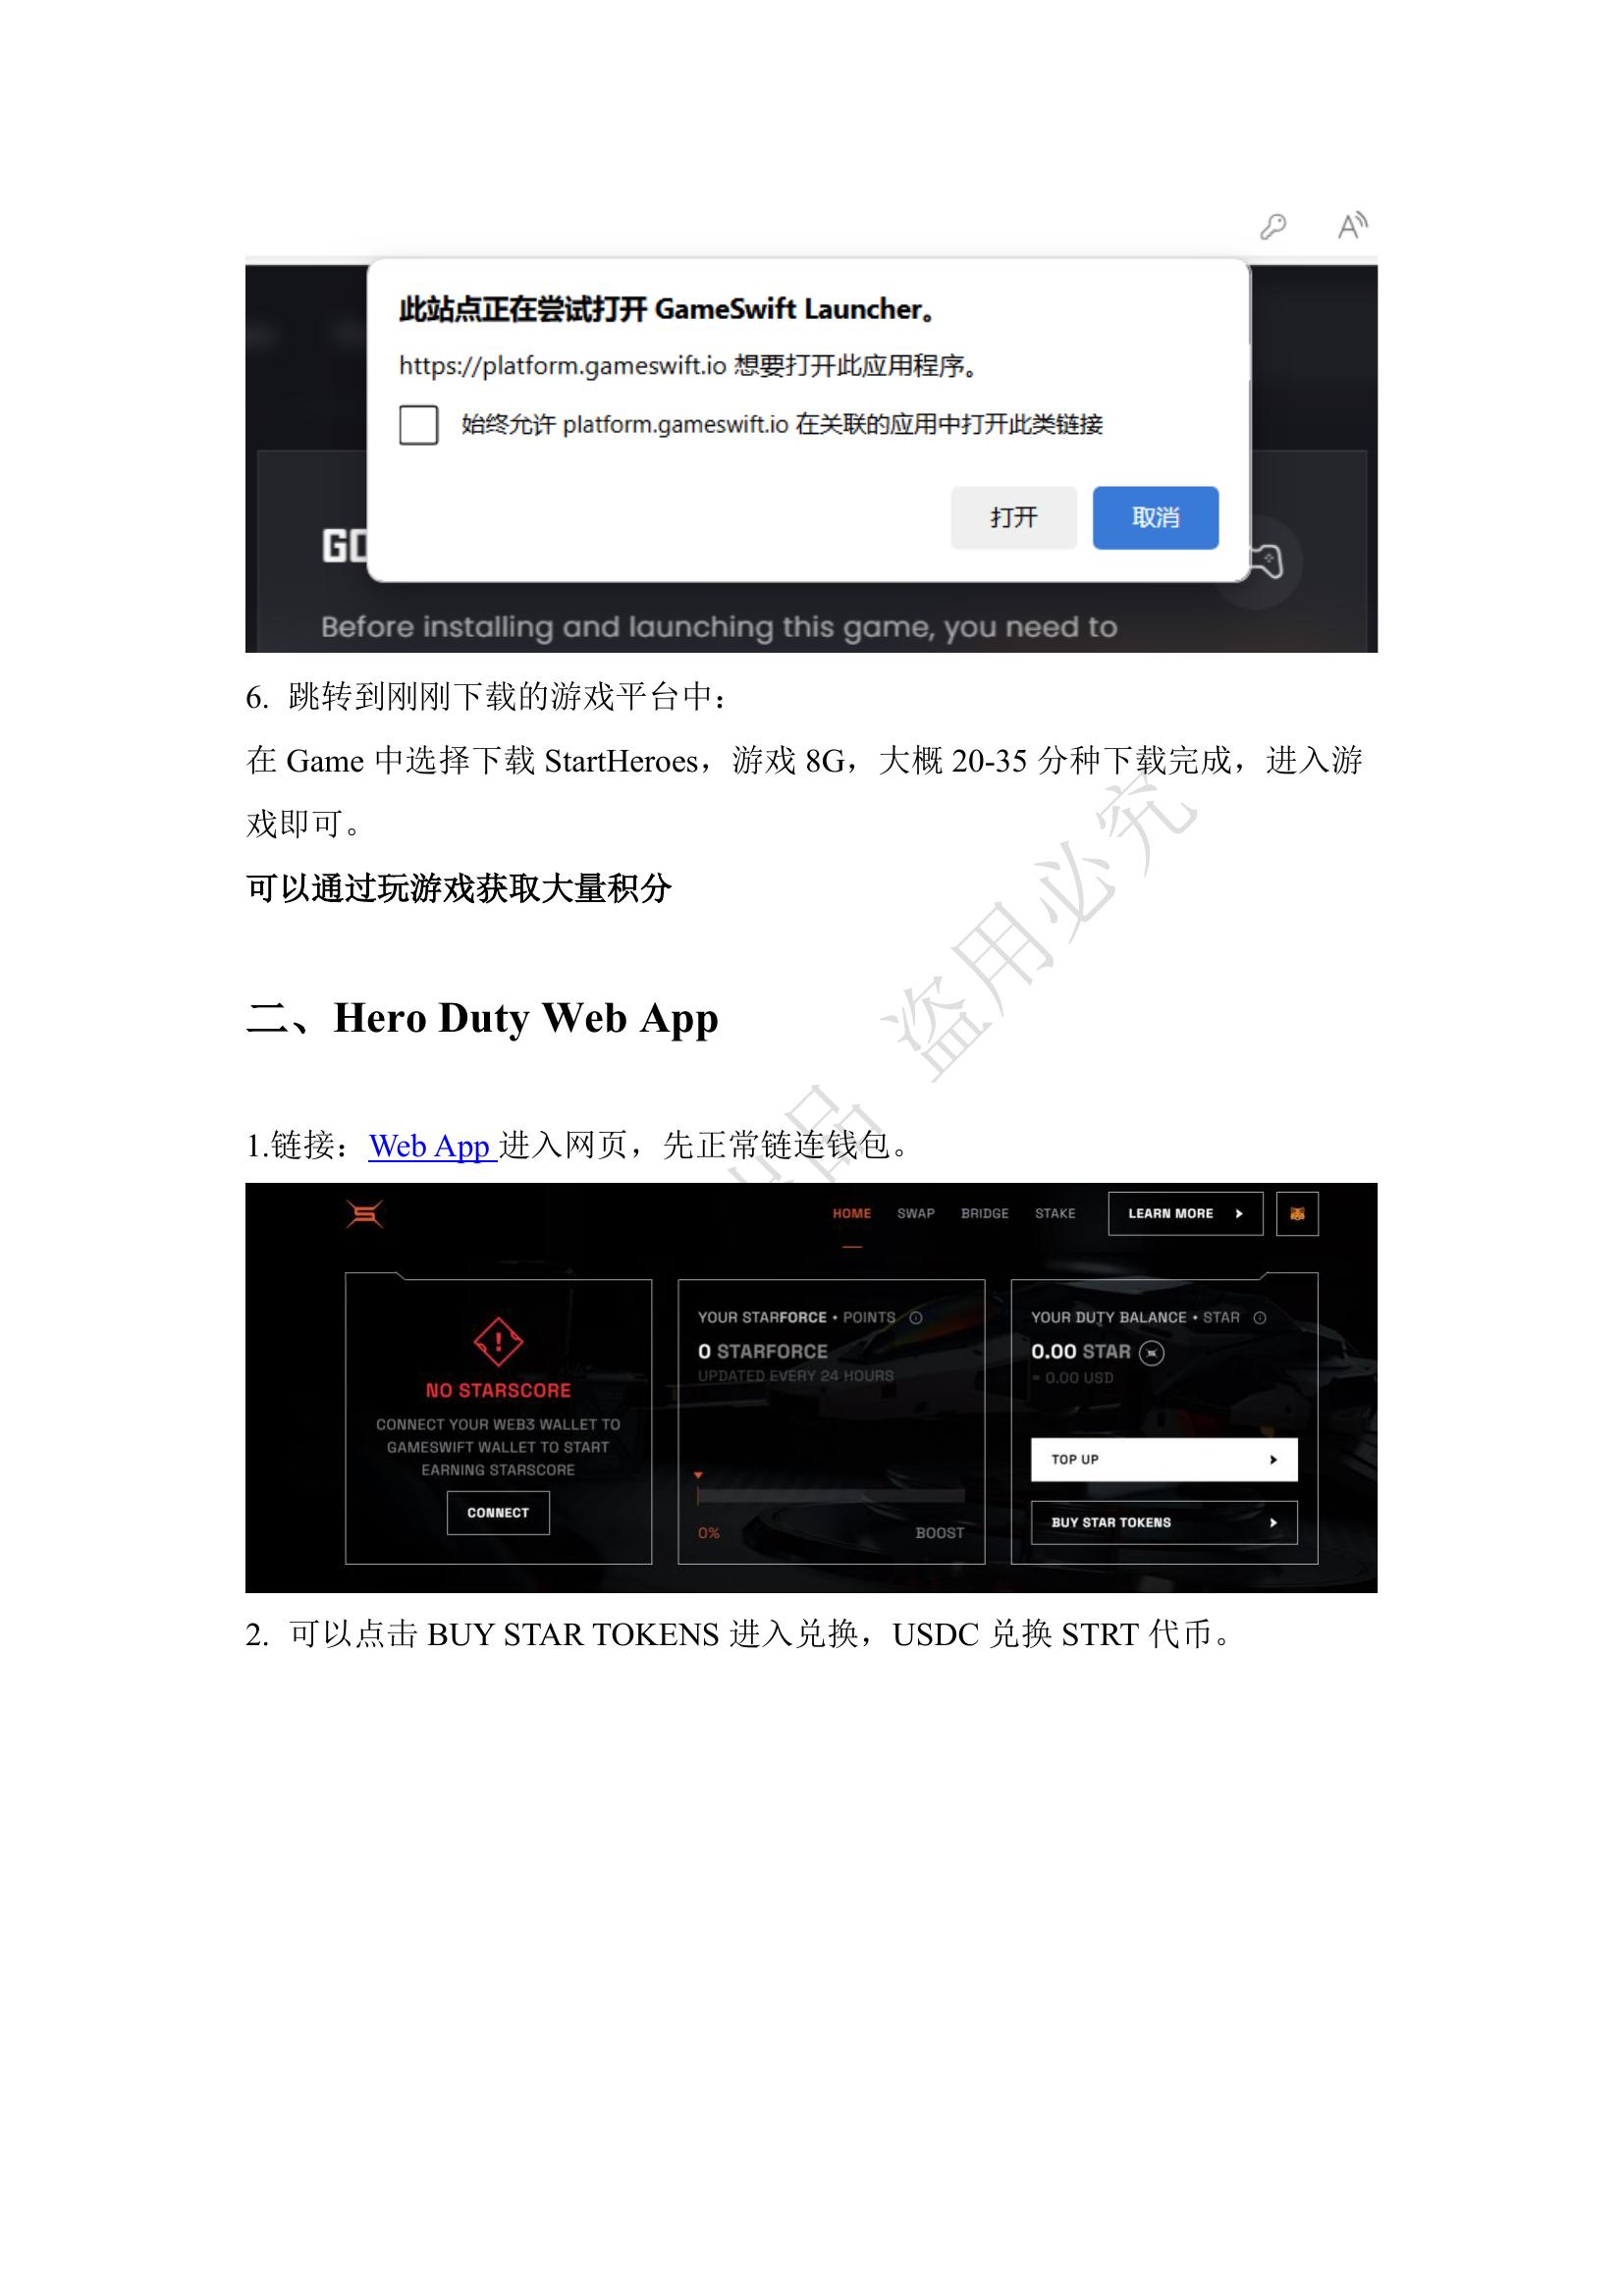 此站点正在尝试打开 GameSwift Launcher。
https://platform.gameswift.io 想要打开此应用程序。
始终允许 platform.gameswift.io 在关联的应用中打开此类链接
打开 取消
Before installing and launching this game, you need to
6. 跳转到刚刚下载的游戏平台中：
在 Game 中选择下载 StartHeroes，游戏 8G，大概 20-35 分种下载完成，进入游
戏即可。
可以通过玩游戏获取大量积分
二、Hero Duty Web App
1.链接：Web App 进入网页，先正常链连钱包。
HOME SWAP BRIDGE STAKE LEARN MORE
NO STARSCORE
CONNECT YOUR WEB3 WALLET TO
GAMESWIFT WALLET TO START
EARNING STARSCORE
CONNECT
YOUR STARFORCE • POINTS
0 STARFORCE
UPDATED EVERY 24 HOURS
0% BOOST
YOUR DUTY BALANCE • STAR
0.00 STAR
= 0.00 USD
TOP UP
BUY STAR TOKENS
2. 可以点击 BUY STAR TOKENS 进入兑换，USDC 兑换 STRT 代币。
品 盗用必究